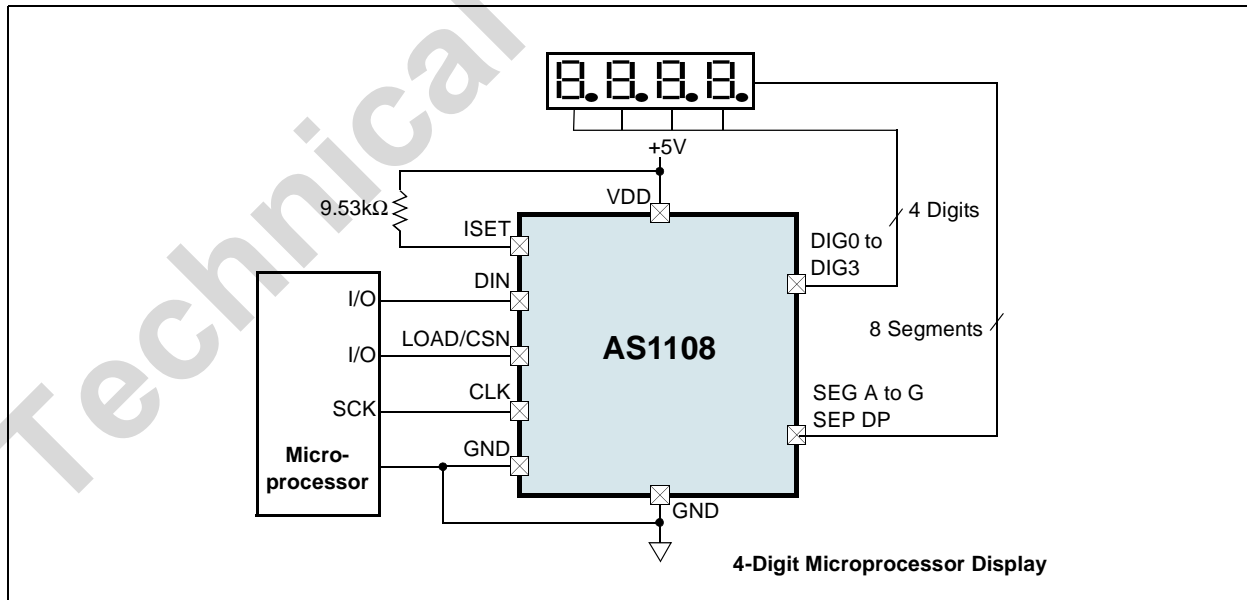 Technical
+5V
9.53kΩ
VDD
ISET
4 Digits
DIG0 to
DIG3
DIN
I/O
LOAD/CSN
I/O
AS1108
8 Segments
CLK
SCK
SEG A to G
SEP DP
GND
Micro-
processor
GND
4-Digit Microprocessor Display